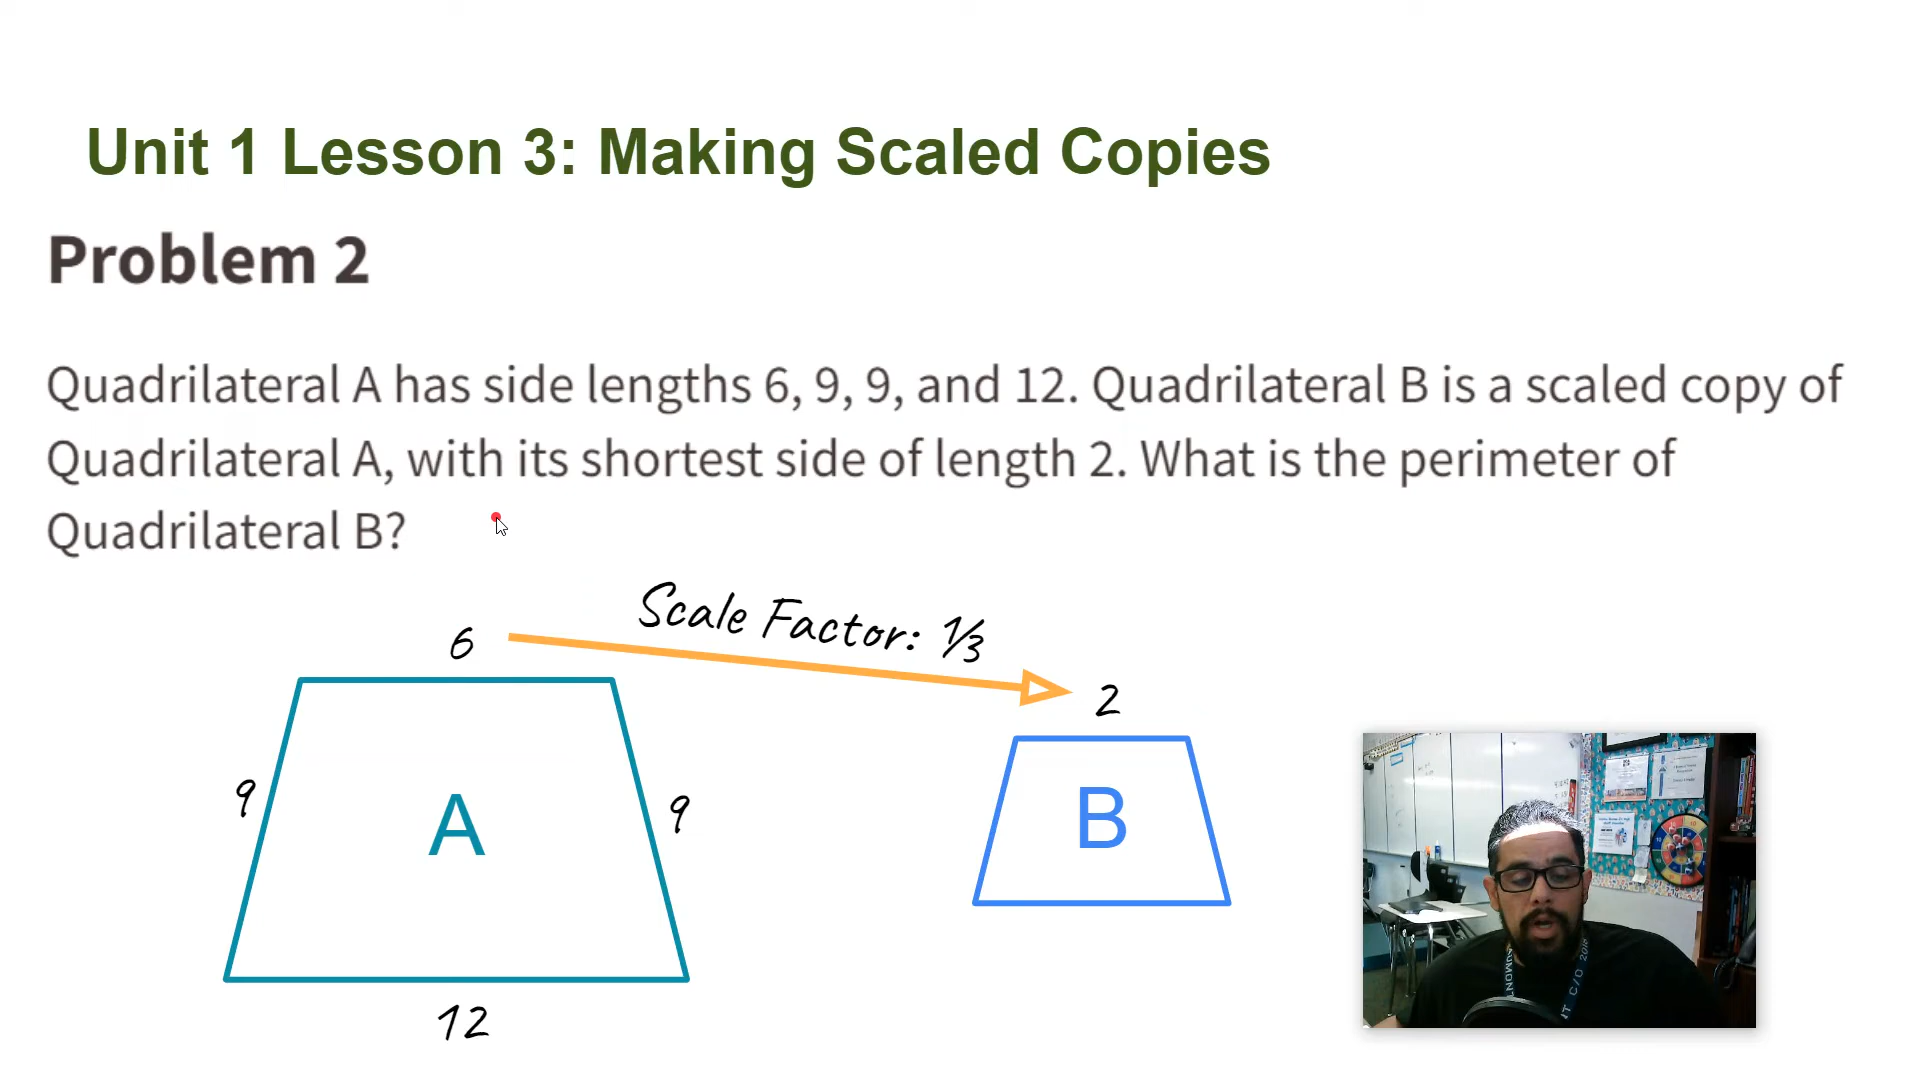 Unit 1 Lesson 3: Making Scaled Copies
Problem 2
Quadrilateral A has side lengths 6, 9, 9, and 12. Quadrilateral B is a scaled copy of
Quadrilateral A, with its shortest side of length 2. What is the perimeter of
Quadrilateral B?
Scale Factor: 1/3
6
2
9
A
9
B
12